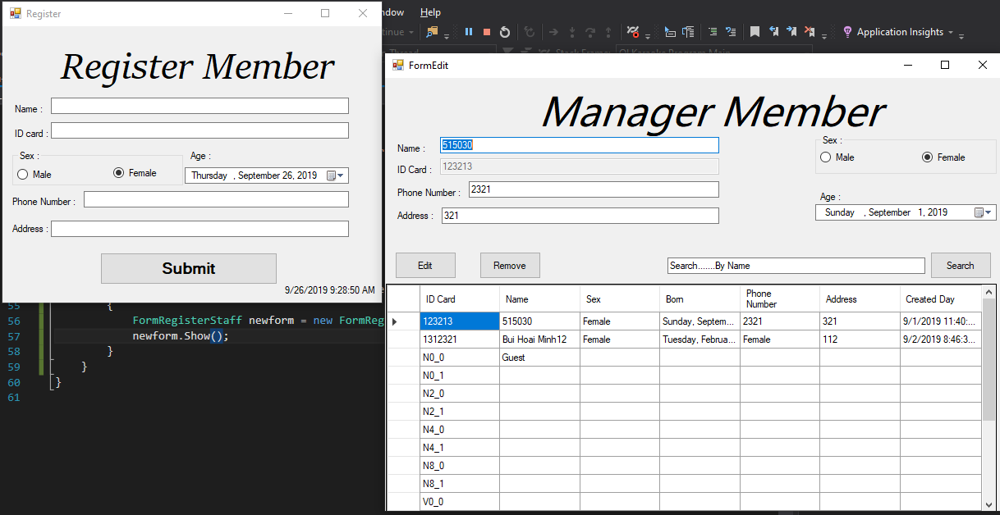 Register
Register Member
Name :
ID card :
Sex :
Male
Female
Age :
Thursday , September 26, 2019
Phone Number :
Address :
Submit
9/26/2019 9:28:50 AM
Help
Application Insights
FormEdit
Manager Member
Name : 515030
ID Card : 123213
Phone Number : 2321
Address : 321
Sex :
Male
Female
Age :
Sunday , September 1, 2019
Edit
Remove
Search.......By Name
Search
ID Card Name Sex Born Phone Number Address Created Day
123213 515030 Female Sunday, Septem... 2321 321 9/1/2019 11:40:...
1312321 Bui Hoai Minh12 Female Tuesday, Februa... Female 112 9/2/2019 8:46:3...
N0_0 Guest
N0_1
N2_0
N2_1
N4_0
N4_1
N8_0
N8_1
V0_0
55 {
56 FormRegisterStaff newform = new FormReg
57 newform.Show();
58 }
59 }
60 }
61